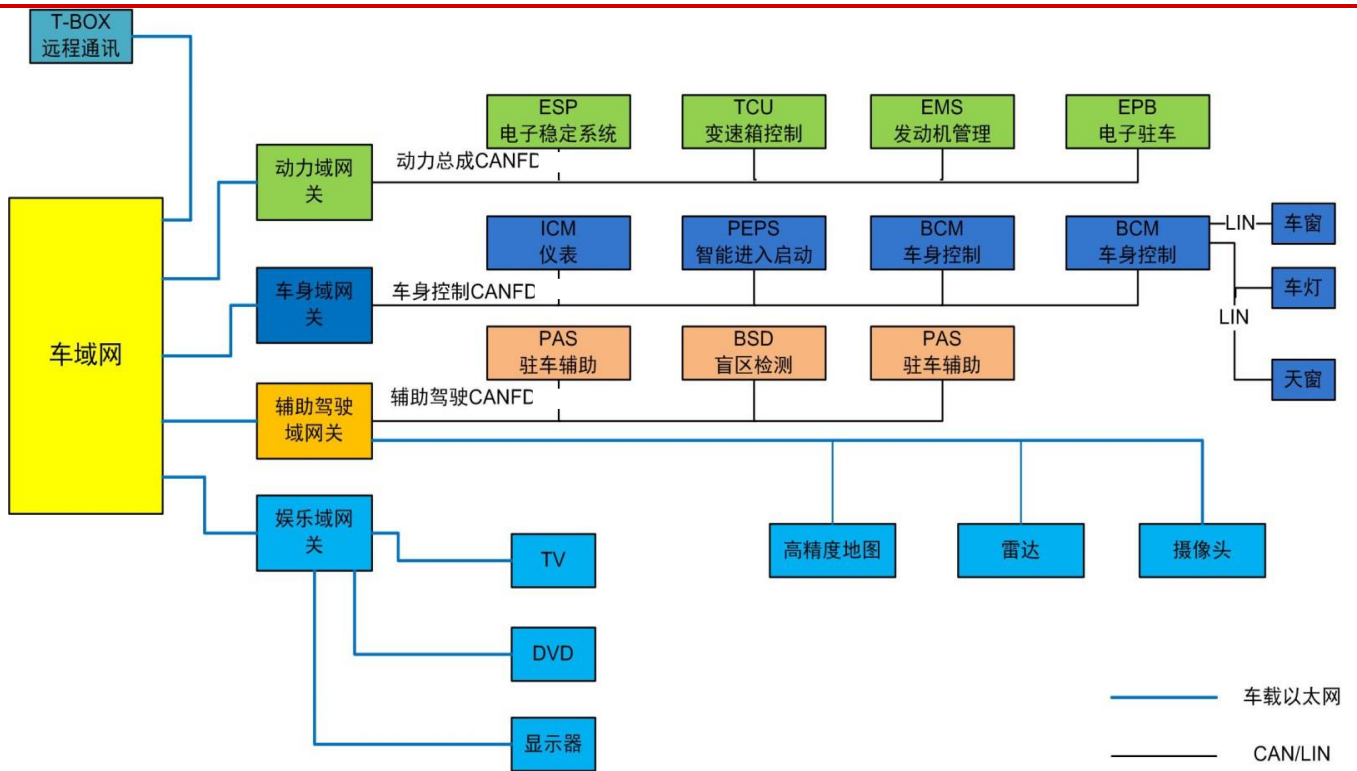 T-BOX
远程通讯
ESP
电子稳定系统
TCU
变速箱控制
EMS
发动机管理
EPB
电子驻车
动力域网
关
动力总成CANFD
ICM
仪表
PEPS
智能进入启动
BCM
车身控制
BCM
车身控制
LIN
车窗
车身域网
关
车身控制CANFD
车灯
LIN
车域网
PAS
驻车辅助
BSD
盲区检测
PAS
驻车辅助
天窗
辅助驾驶
域网关
辅助驾驶CANFD
娱乐域网
关
高精度地图
雷达
摄像头
TV
DVD
显示器
车载以太网
CAN/LIN